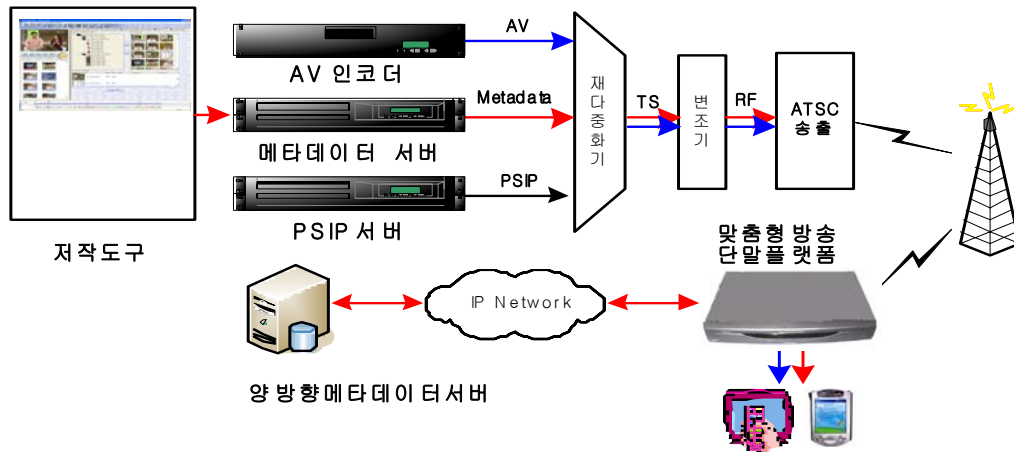 AV
AV 인코더
Metadata
메타데이터 서버
PSIP
PSIP 서버
저작도구
재다중화기
TS
변조기
RF
ATSC
송출
맞춤형 방송
단말플랫폼
IP Network
양방향메타데이터서버